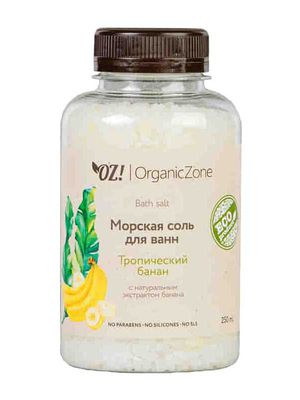 OZ! | OrganicZone
Bath salt
Морская соль
для ванн
ECO
Тропический
банан
с натуральным
экстрактом банана
250 мл
NO PARABENS • NO SILICONES • NO SLS